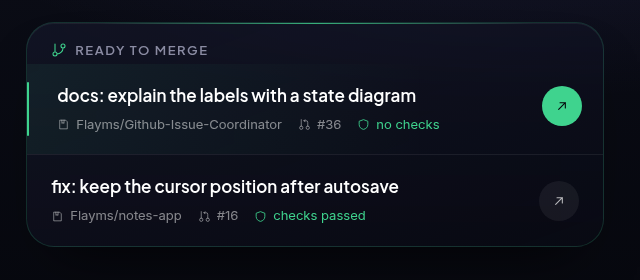 READY TO MERGE
docs: explain the labels with a state diagram
Flayms/Github-Issue-Coordinator #36 no checks
fix: keep the cursor position after autosave
Flayms/notes-app #16 checks passed